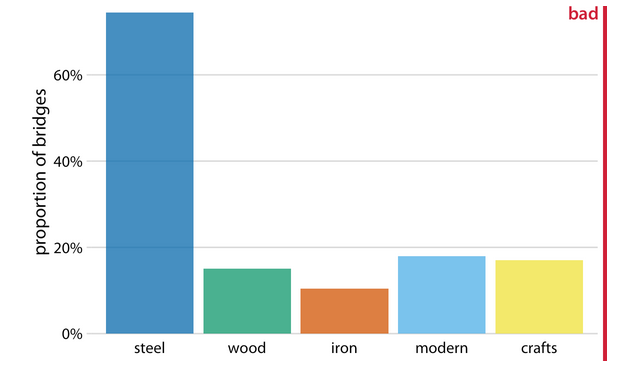 bad
proportion of bridges
60%
40%
20%
0%
steel wood iron modern crafts